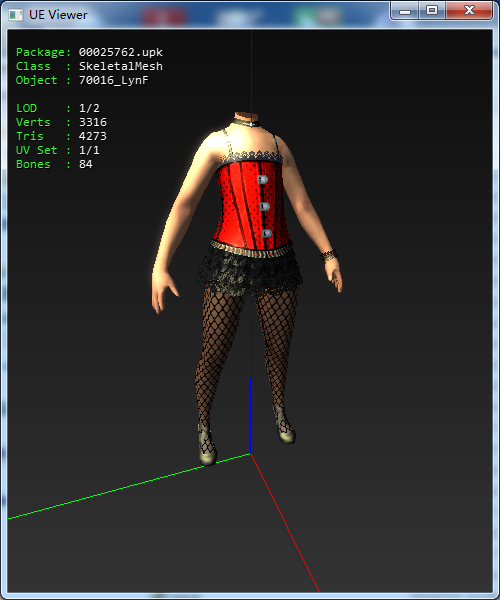 UE Viewer
Package: 00025762.upk
Class : SkeletalMesh
Object : 70016_LynF
LOD : 1/2
Verts : 3316
Tris : 4273
UV Set : 1/1
Bones : 84